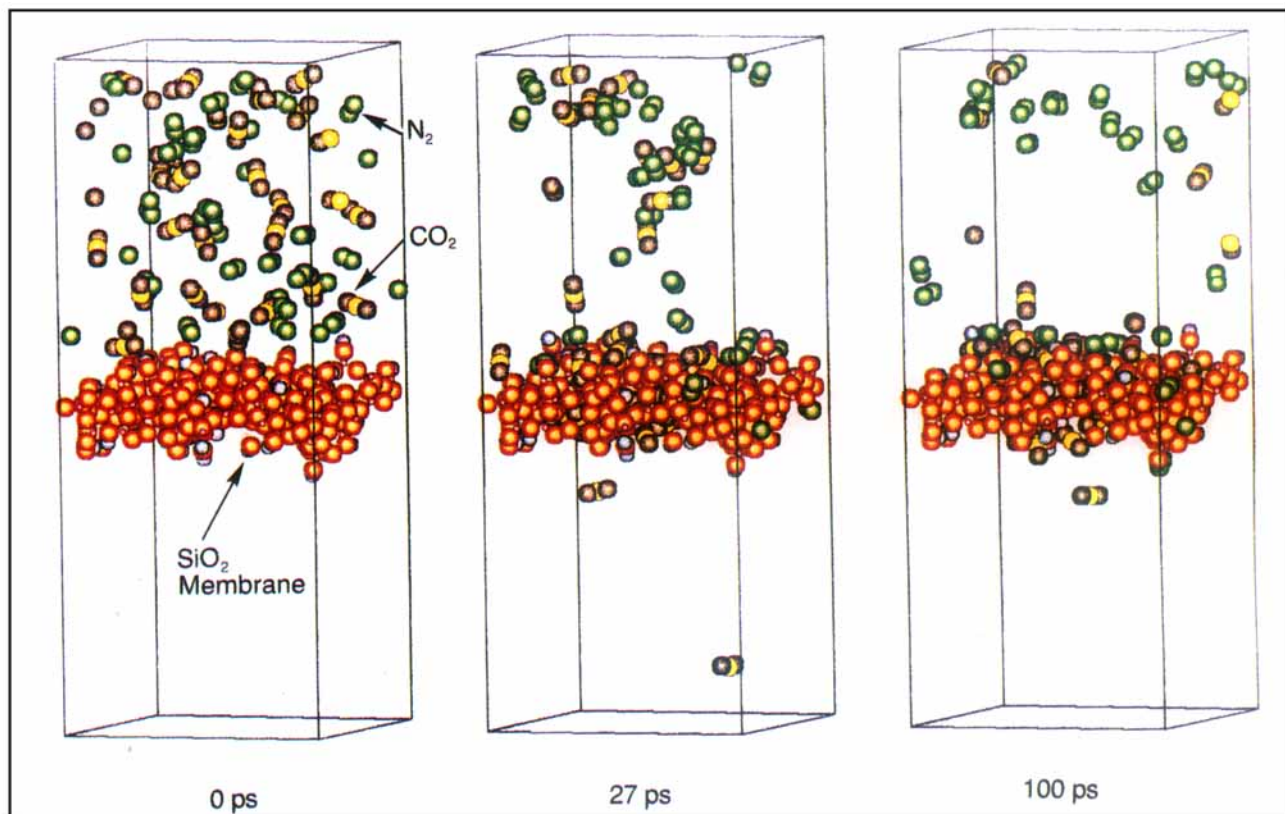 N₂
CO₂
SiO₂
Membrane
0 ps
27 ps
100 ps